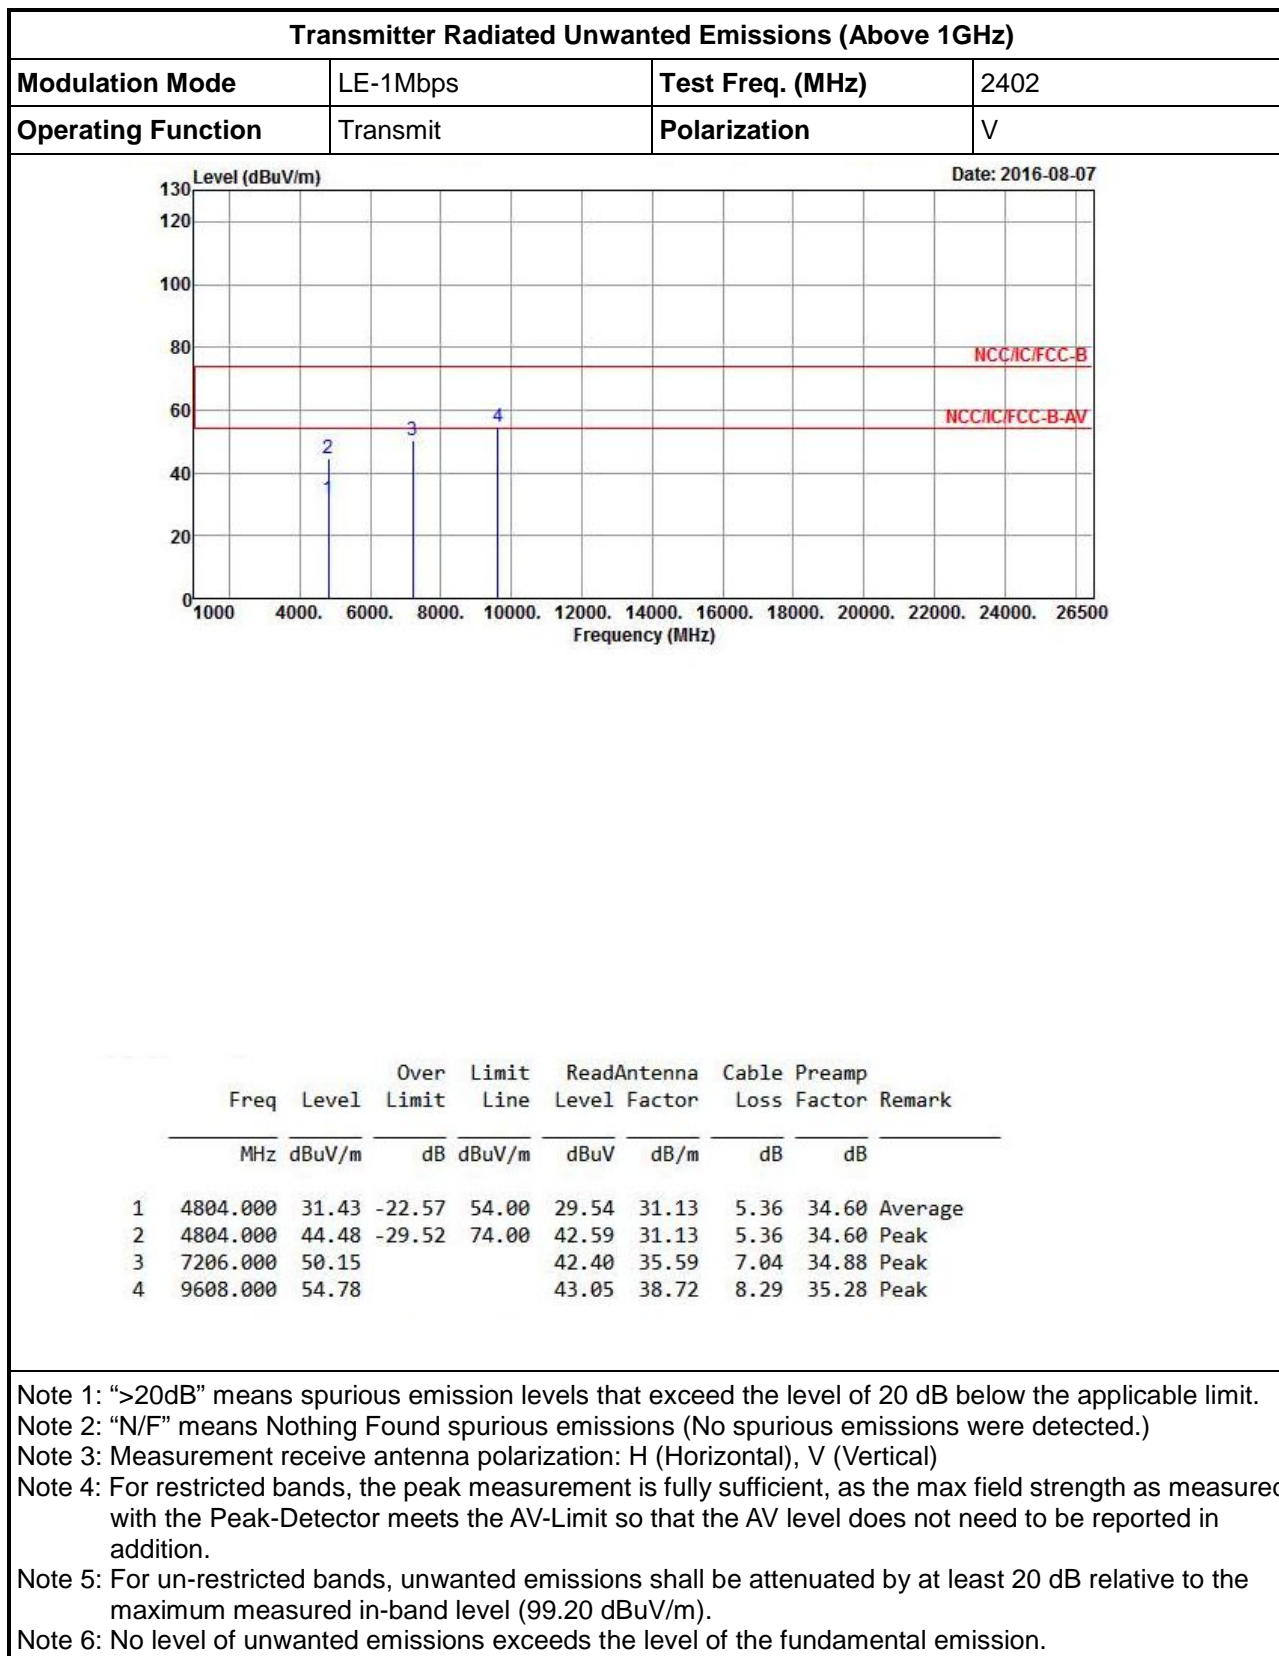 Transmitter Radiated Unwanted Emissions (Above 1GHz)
Modulation Mode LE-1Mbps Test Freq. (MHz) 2402
Operating Function Transmit Polarization V
Level (dBuV/m) Date: 2016-08-07
130
120
100
80
NCC/IC/FCC-B
60
NCC/IC/FCC-B-AV
4
3
2
40
1
20
0
1000 4000. 6000. 8000. 10000. 12000. 14000. 16000. 18000. 20000. 22000. 24000. 26500
Frequency (MHz)
Over Limit ReadAntenna Cable Preamp
Freq Level Limit Line Level Factor Loss Factor Remark
MHz dBuV/m dB dBuV/m dBuV dB/m dB dB
1 4804.000 31.43 -22.57 54.00 29.54 31.13 5.36 34.60 Average
2 4804.000 44.48 -29.52 74.00 42.59 31.13 5.36 34.60 Peak
3 7206.000 50.15 42.40 35.59 7.04 34.88 Peak
4 9608.000 54.78 43.05 38.72 8.29 35.28 Peak
Note 1: “>20dB” means spurious emission levels that exceed the level of 20 dB below the applicable limit.
Note 2: “N/F” means Nothing Found spurious emissions (No spurious emissions were detected.)
Note 3: Measurement receive antenna polarization: H (Horizontal), V (Vertical)
Note 4: For restricted bands, the peak measurement is fully sufficient, as the max field strength as measured
with the Peak-Detector meets the AV-Limit so that the AV level does not need to be reported in
addition.
Note 5: For un-restricted bands, unwanted emissions shall be attenuated by at least 20 dB relative to the
maximum measured in-band level (99.20 dBuV/m).
Note 6: No level of unwanted emissions exceeds the level of the fundamental emission.